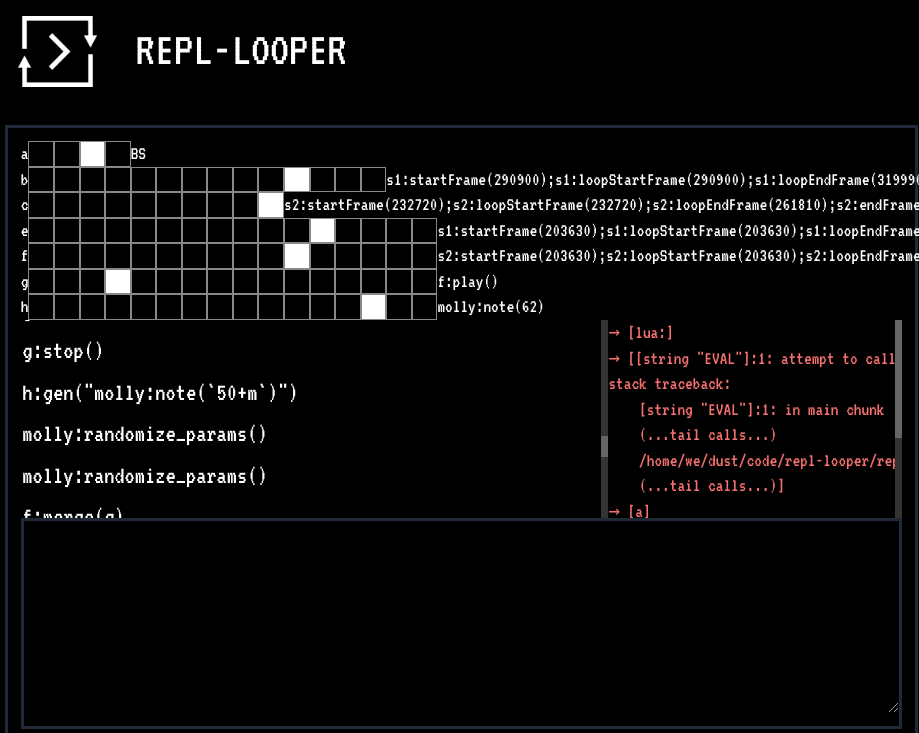 REPL-LOOPER
a BS
b s1:startFrame(290900);s1:loopStartFrame(290900);s1:loopEndFrame(31999
c s2:startFrame(232720);s2:loopStartFrame(232720);s2:loopEndFrame(261810);s2:endFrame
e s1:startFrame(203630);s1:loopStartFrame(203630);s1:loopEndFrame
f s2:startFrame(203630);s2:loopStartFrame(203630);s2:loopEndFrame
g f:play()
h molly:note(62)
g:stop()
h:gen("molly:note(`50+m`)")
molly:randomize_params()
molly:randomize_params()
f:merge(g)
→ [lua:]
→ [[string "EVAL"]:1: attempt to call
stack traceback:
[string "EVAL"]:1: in main chunk
(...tail calls...)
/home/we/dust/code/repl-looper/rep
(...tail calls...)]
→ [a]